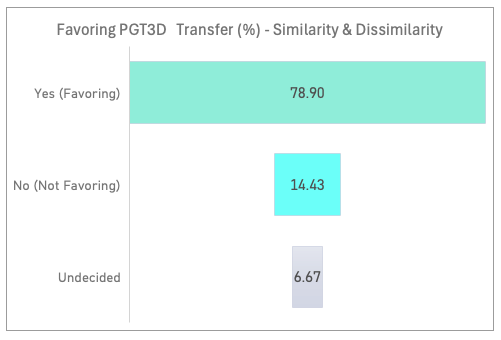 Favoring PGT3D Transfer (%) - Similarity & Dissimilarity
Yes (Favoring)
78.90
No (Not Favoring)
14.43
Undecided
6.67